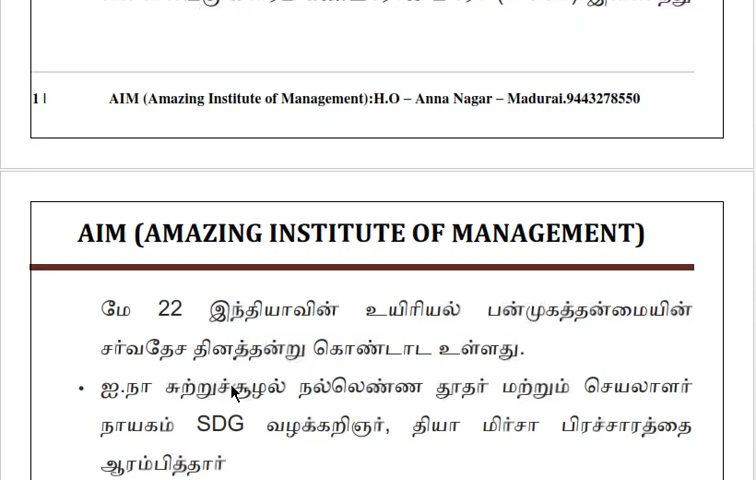 1 | AIM (Amazing Institute of Management):H.O – Anna Nagar – Madurai.9443278550
AIM (AMAZING INSTITUTE OF MANAGEMENT)
மே 22 இந்தியாவின் உயிரியல் பன்முகத்தன்மையின்
சர்வதேச தினத்தன்று கொண்டாட உள்ளது.
• ஐ.நா சுற்றுச்சூழல் நல்லெண்ண தூதர் மற்றும் செயலாளர்
நாயகம் SDG வழக்கறிஞர், தியா மிர்சா பிரச்சாரத்தை
ஆரம்பித்தார்